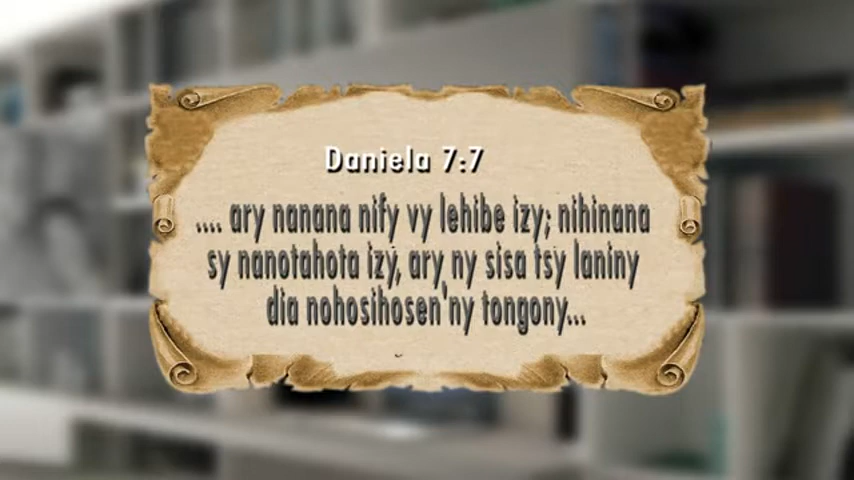 Daniela 7:7
.... ary nanana nify vy lehibe izy; nihinana
sy nanotahota izy, ary ny sisa tsy laniny
dia nohosihosen'ny tongony...